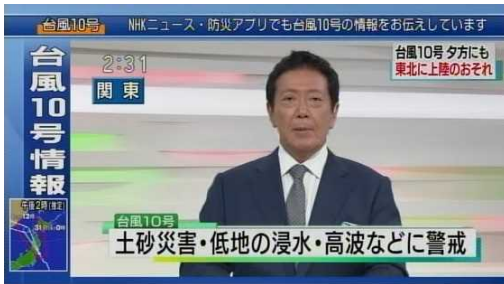 台風10号 NHKニュース・防災アプリでも台風10号の情報をお伝えしています
台風10号情報
2:31
関東
台風10号 夕方にも
東北に上陸のおそれ
午後2時(推定)
台風10号
土砂災害・低地の浸水・高波などに警戒